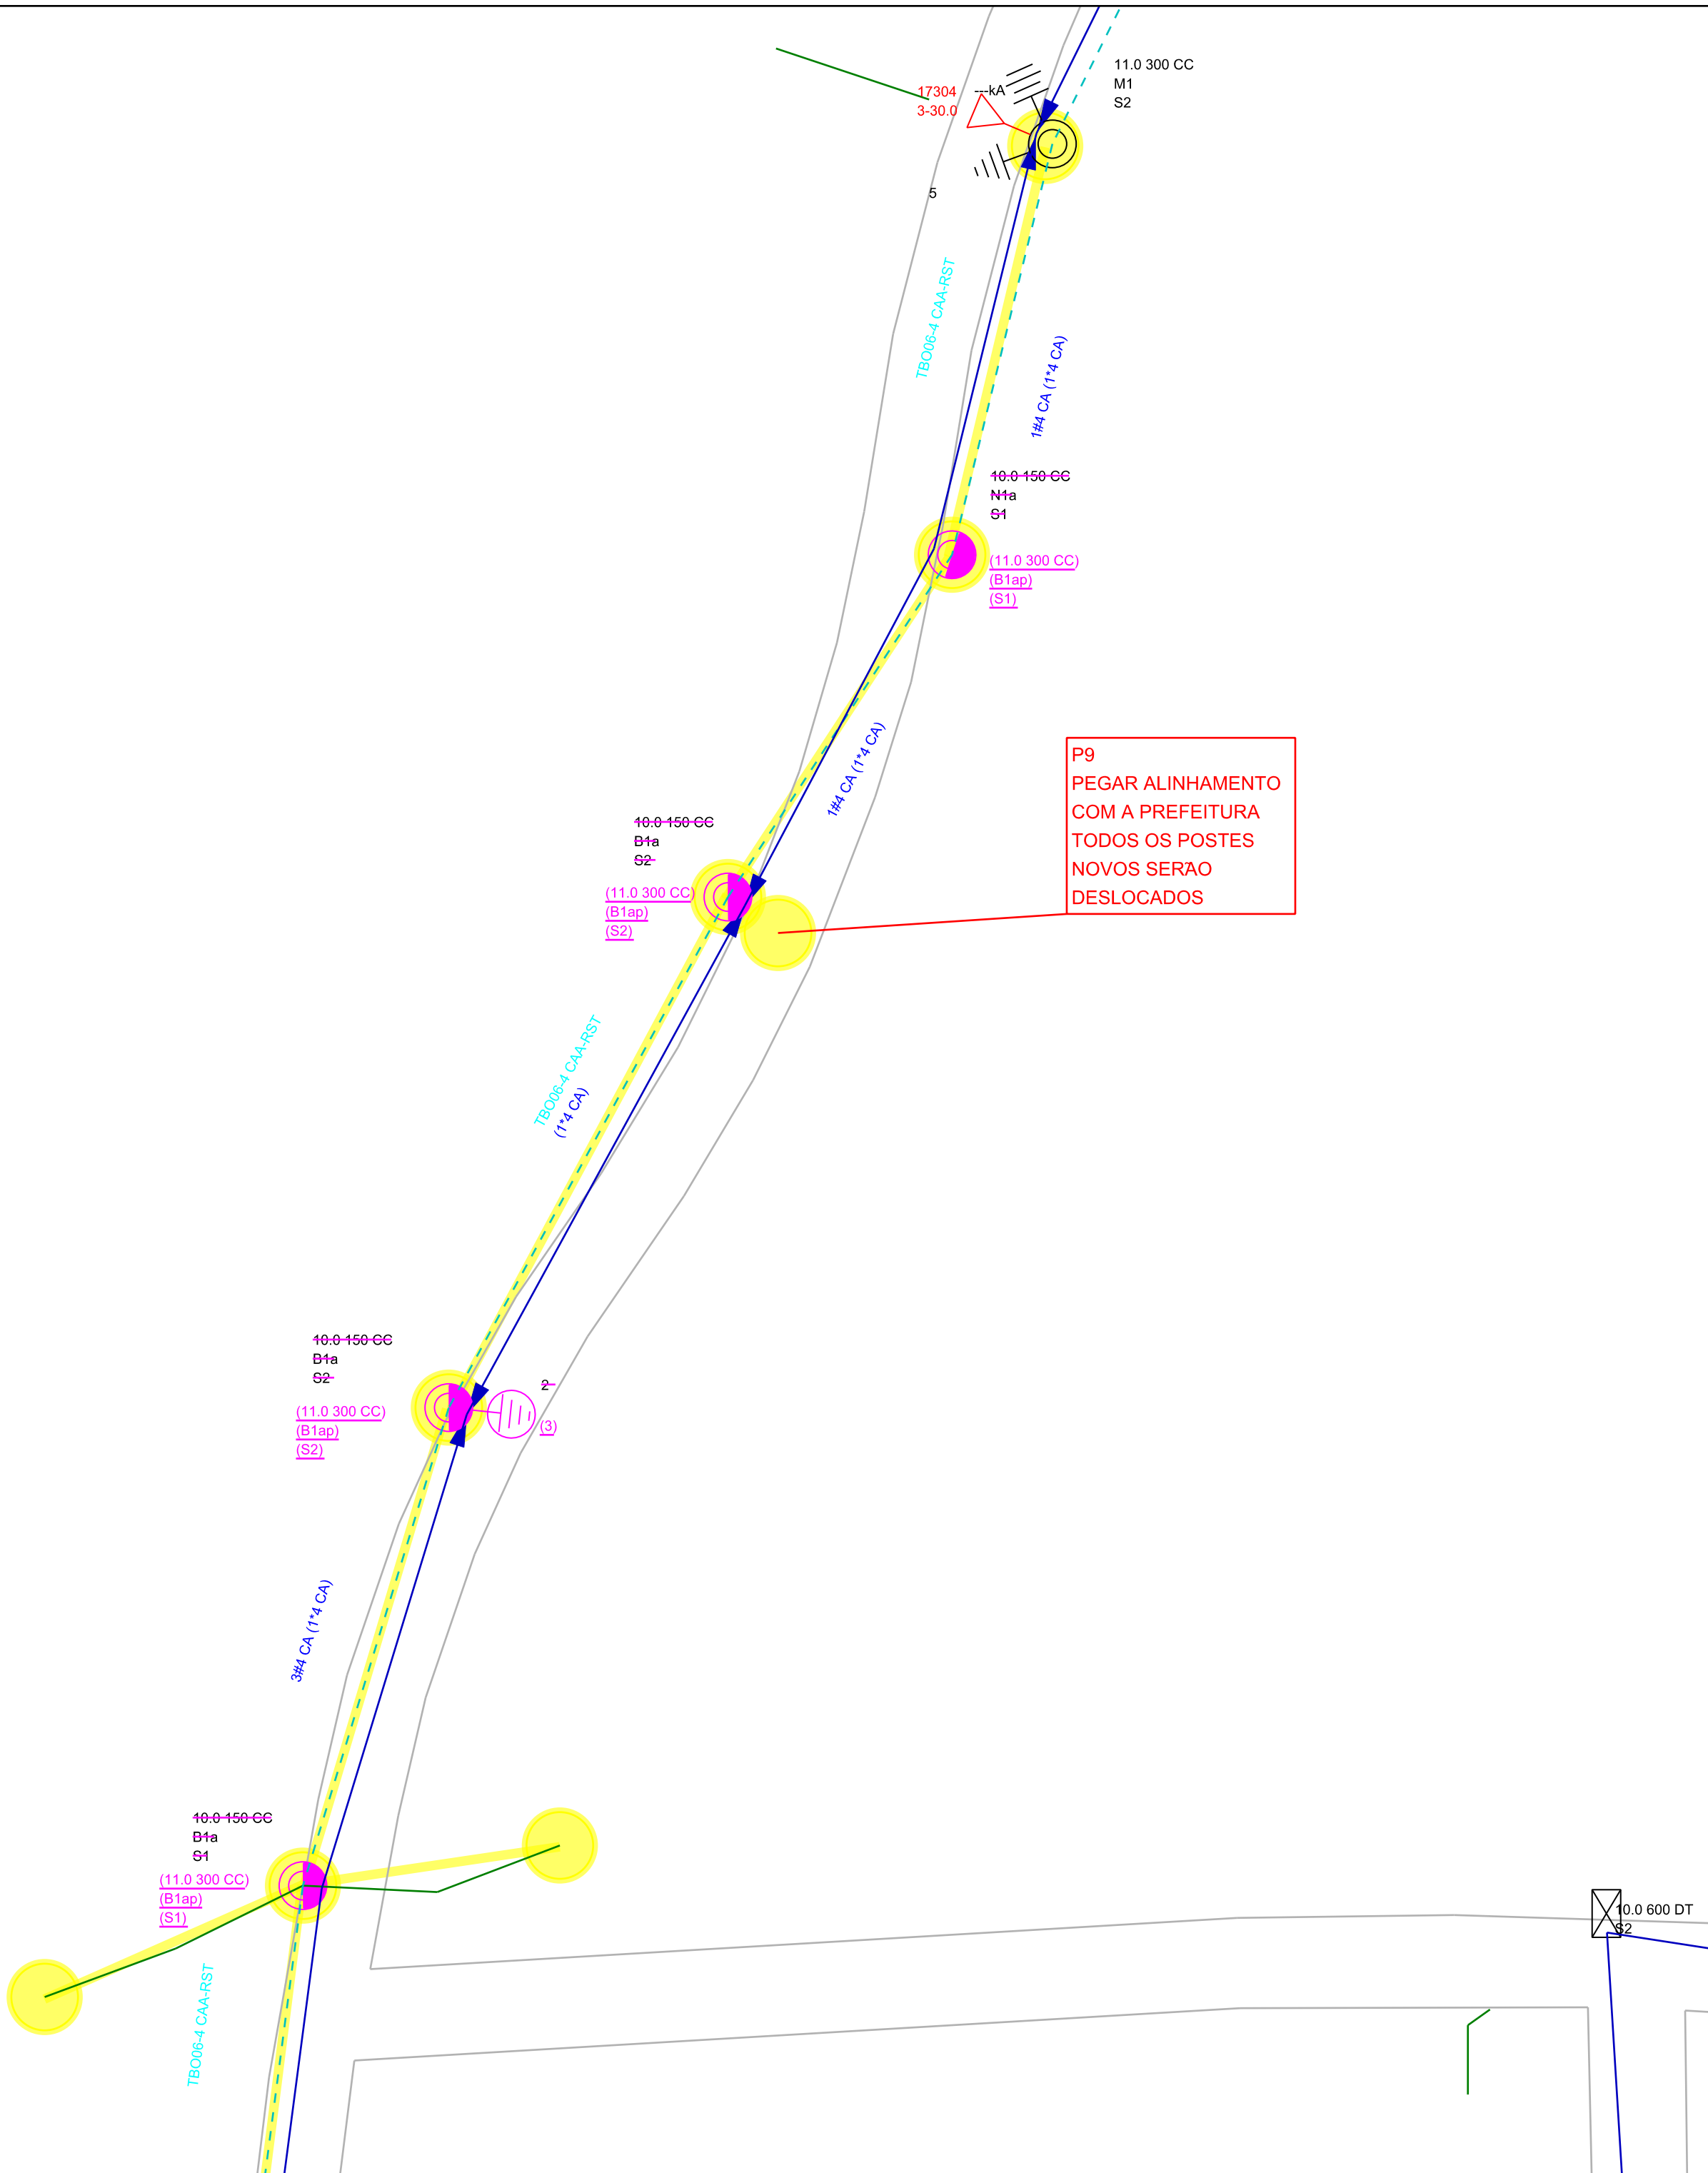 11.0 300 CC
M1
S2
17304
3-30.0
---kA
5
TBO06-4 CAA-RST
1#4 CA (1*4 CA)
10.0 150 CC
N1a
S1
(11.0 300 CC)
(B1ap)
(S1)
1#4 CA (1*4 CA)
P9
PEGAR ALINHAMENTO
COM A PREFEITURA
TODOS OS POSTES
NOVOS SERÃO
DESLOCADOS
10.0 150 CC
B1a
S2
(11.0 300 CC)
(B1ap)
(S2)
TBO06-4 CAA-RST
(1*4 CA)
10.0 150 CC
B1a
S2
(11.0 300 CC)
(B1ap)
(S2)
2
(3)
3#4 CA (1*4 CA)
10.0 150 CC
B1a
S1
(11.0 300 CC)
(B1ap)
(S1)
TBO06-4 CAA-RST
10.0 600 DT
S2